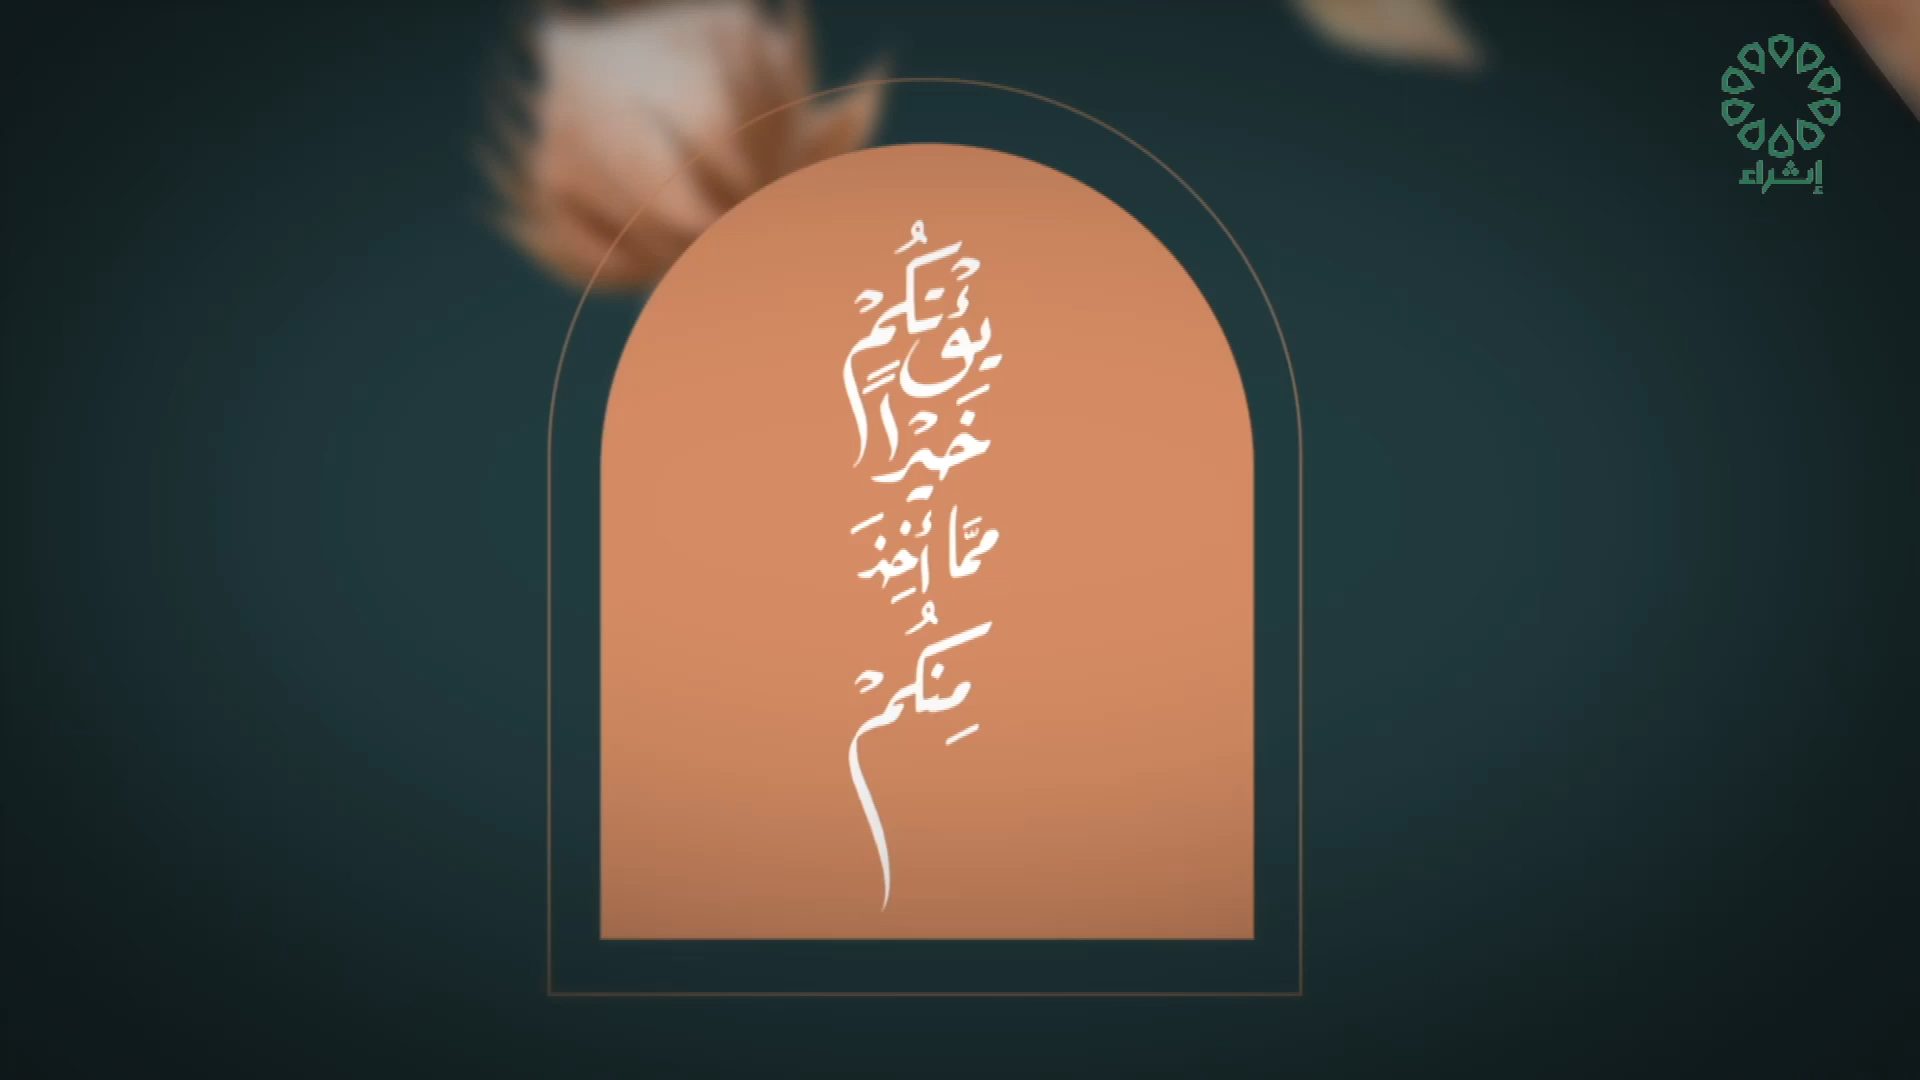 إثراء
يُؤْتِكُمْ
خَيْرًا
مِّمَّا أُخِذَ
مِنكُمْ